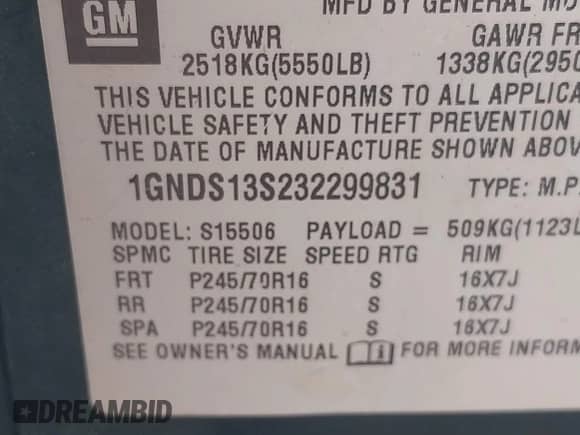 MFD BY GENERAL MO
GM
GVWR GAWR FR
2518KG(5550LB) 1338KG(2950
THIS VEHICLE CONFORMS TO ALL APPLICA
VEHICLE SAFETY AND THEFT PREVENTION
THE DATE OF MANUFACTURE SHOWN ABOV
1GNDS13S232299831 TYPE: M.P
MODEL: S15506 PAYLOAD = 509KG(1123L
SPMC TIRE SIZE SPEED RTG RIM
FRT P245/70R16 S 16X7J
RR P245/70R16 S 16X7J
SPA P245/70R16 S 16X7J
SEE OWNER'S MANUAL FOR MORE INFORM
DREAMBID